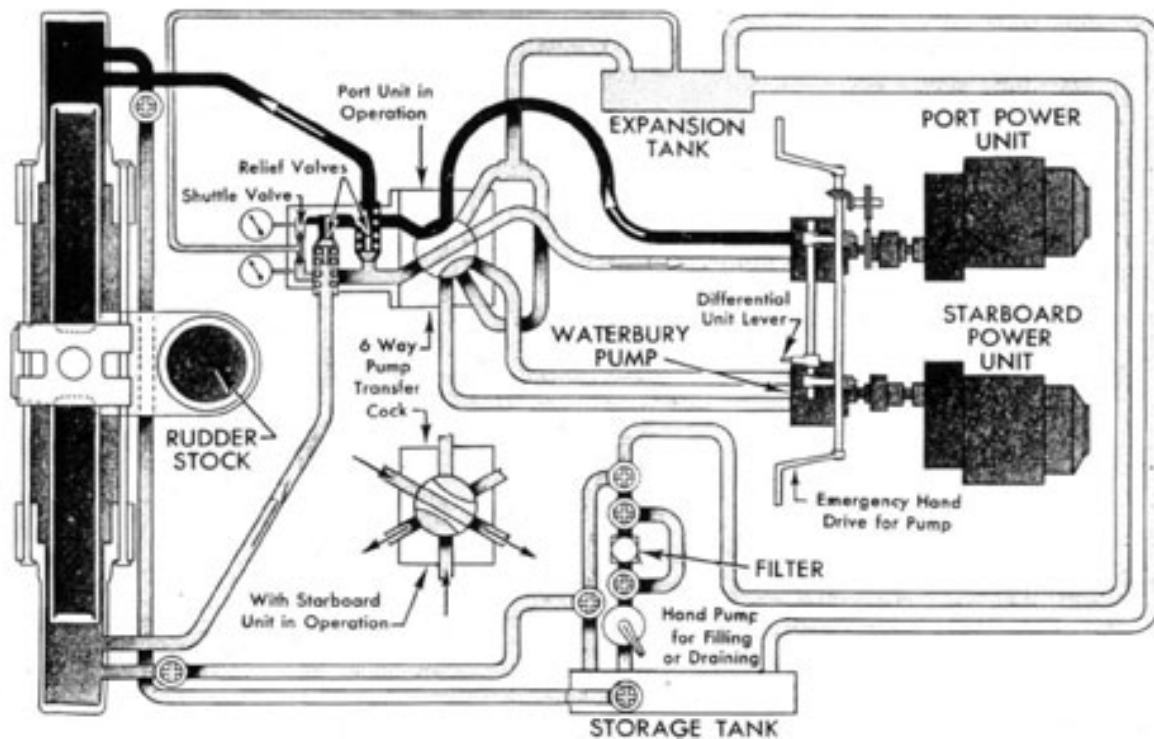 Port Unit in
Operation
EXPANSION
TANK
PORT POWER
UNIT
Relief Valves
Shuttle Valve
Differential
Unit Lever
WATERBURY
PUMP
STARBOARD
POWER
UNIT
6 Way
Pump
Transfer
Cock
RUDDER
STOCK
Emergency Hand
Drive for Pump
FILTER
With Starboard
Unit in Operation
Hand Pump
for Filling
or Draining
STORAGE TANK